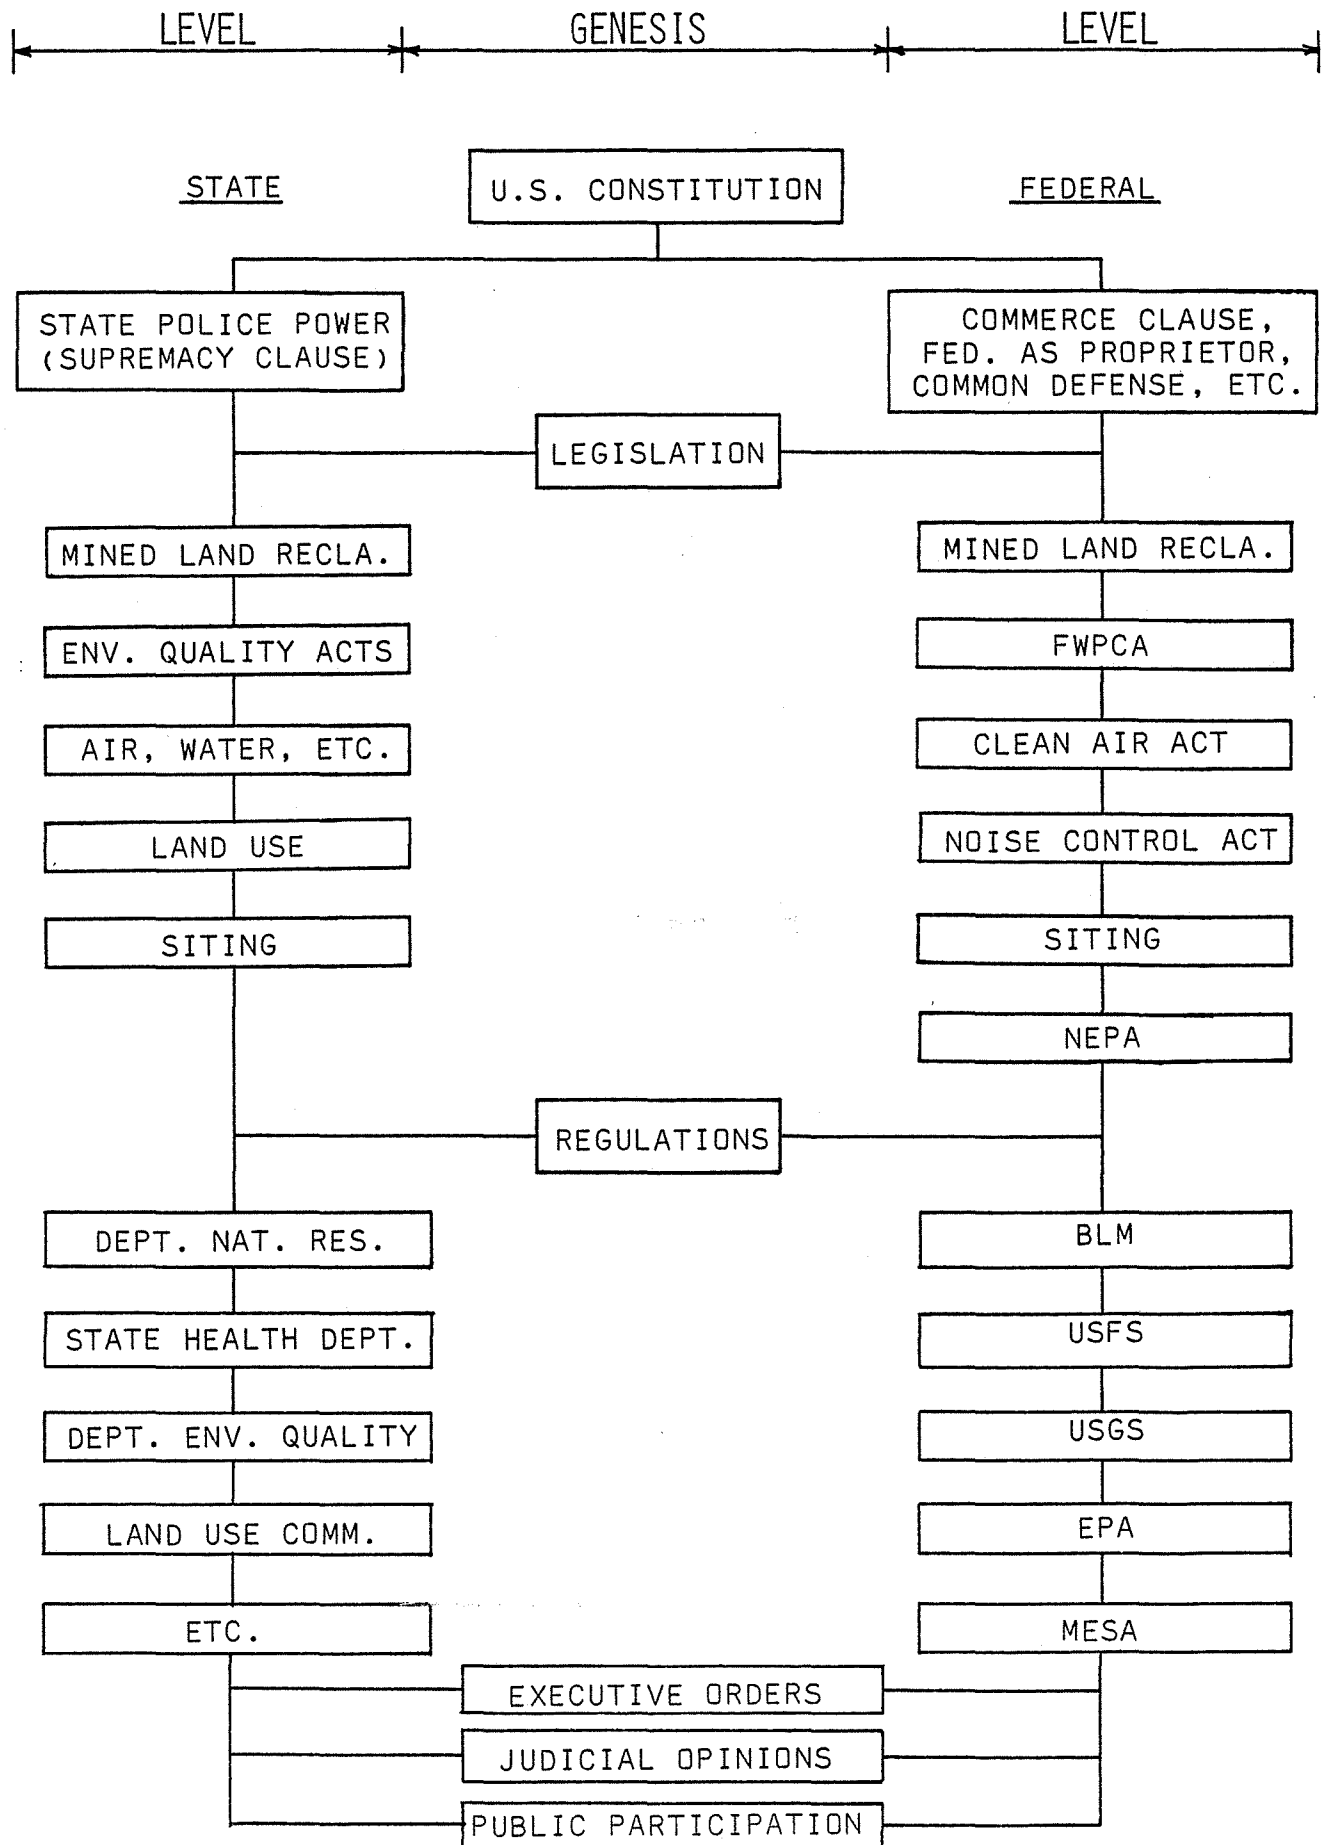 LEVEL GENESIS LEVEL
STATE U.S. CONSTITUTION FEDERAL
STATE POLICE POWER
(SUPREMACY CLAUSE)
COMMERCE CLAUSE,
FED. AS PROPRIETOR,
COMMON DEFENSE, ETC.
LEGISLATION
MINED LAND RECLA. MINED LAND RECLA.
ENV. QUALITY ACTS FWPCA
AIR, WATER, ETC. CLEAN AIR ACT
LAND USE NOISE CONTROL ACT
SITING SITING
NEPA
REGULATIONS
DEPT. NAT. RES. BLM
STATE HEALTH DEPT. USFS
DEPT. ENV. QUALITY USGS
LAND USE COMM. EPA
ETC. MESA
EXECUTIVE ORDERS
JUDICIAL OPINIONS
PUBLIC PARTICIPATION